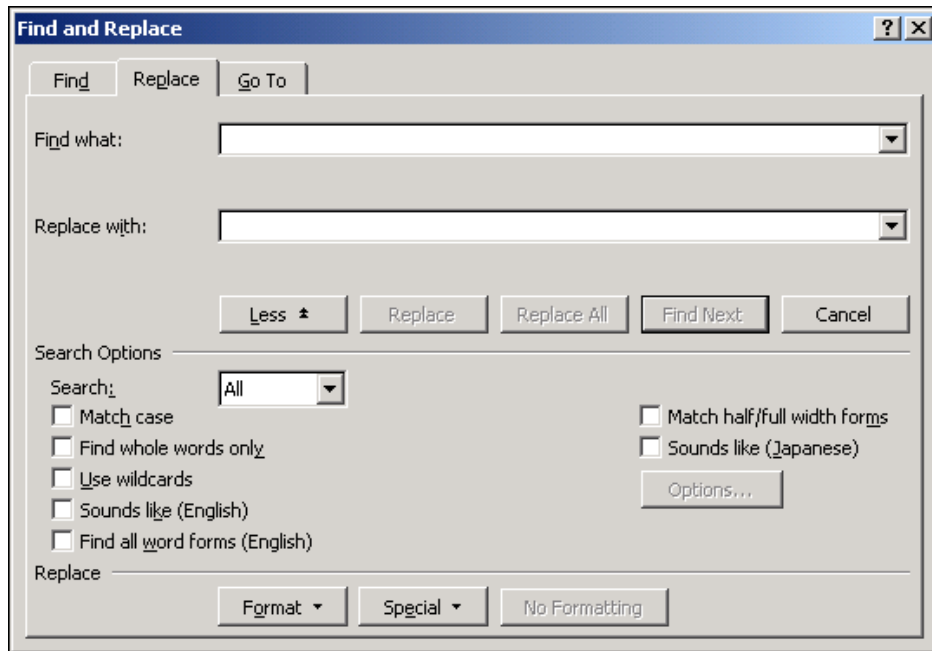 Find and Replace
Find Replace Go To
Find what:
Replace with:
Less Replace Replace All Find Next Cancel
Search Options
Search: All
Match case Match half/full width forms
Find whole words only Sounds like (Japanese)
Use wildcards Options...
Sounds like (English)
Find all word forms (English)
Replace
Format Special No Formatting